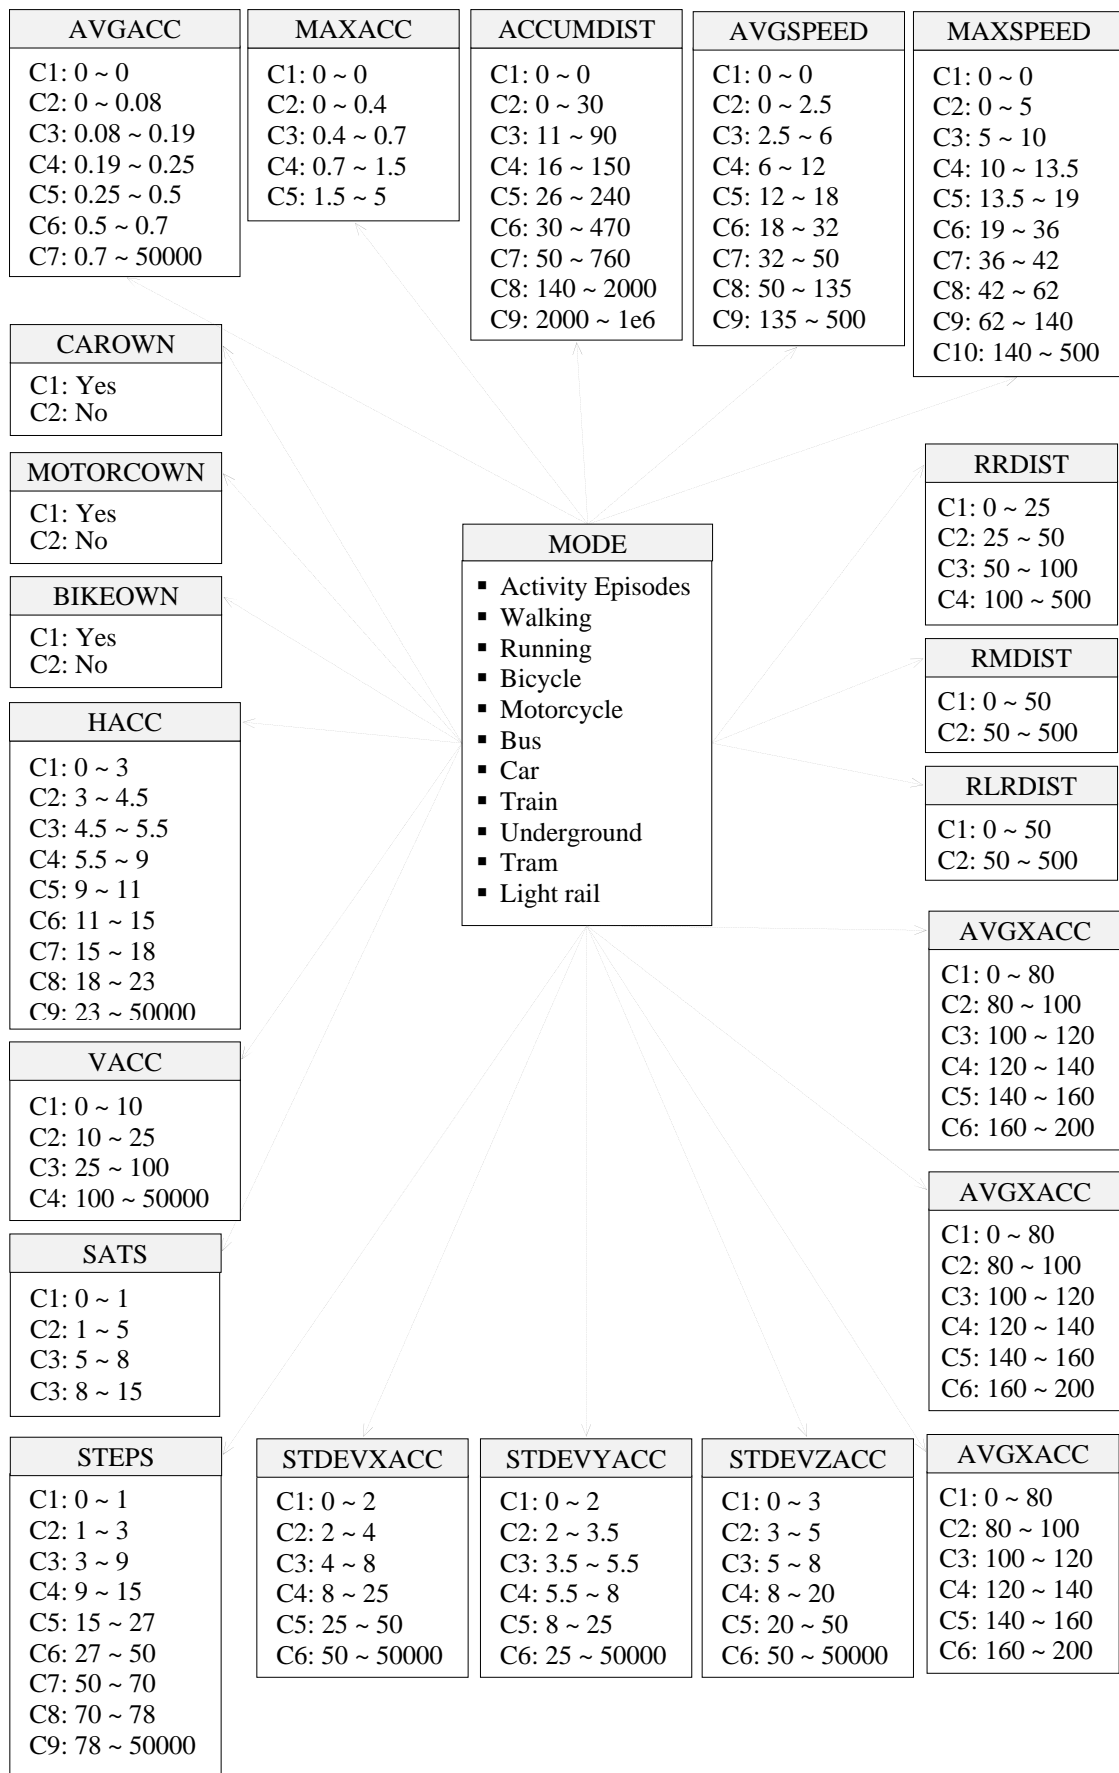 AVGACC
C1: 0 ~ 0
C2: 0 ~ 0.08
C3: 0.08 ~ 0.19
C4: 0.19 ~ 0.25
C5: 0.25 ~ 0.5
C6: 0.5 ~ 0.7
C7: 0.7 ~ 50000
MAXACC
C1: 0 ~ 0
C2: 0 ~ 0.4
C3: 0.4 ~ 0.7
C4: 0.7 ~ 1.5
C5: 1.5 ~ 5
ACCUMDIST
C1: 0 ~ 0
C2: 0 ~ 30
C3: 11 ~ 90
C4: 16 ~ 150
C5: 26 ~ 240
C6: 30 ~ 470
C7: 50 ~ 760
C8: 140 ~ 2000
C9: 2000 ~ 1e6
AVGSPEED
C1: 0 ~ 0
C2: 0 ~ 2.5
C3: 2.5 ~ 6
C4: 6 ~ 12
C5: 12 ~ 18
C6: 18 ~ 32
C7: 32 ~ 50
C8: 50 ~ 135
C9: 135 ~ 500
MAXSPEED
C1: 0 ~ 0
C2: 0 ~ 5
C3: 5 ~ 10
C4: 10 ~ 13.5
C5: 13.5 ~ 19
C6: 19 ~ 36
C7: 36 ~ 42
C8: 42 ~ 62
C9: 62 ~ 140
C10: 140 ~ 500
CAROWN
C1: Yes
C2: No
MOTORCOWN
C1: Yes
C2: No
BIKEOWN
C1: Yes
C2: No
HACC
C1: 0 ~ 3
C2: 3 ~ 4.5
C3: 4.5 ~ 5.5
C4: 5.5 ~ 9
C5: 9 ~ 11
C6: 11 ~ 15
C7: 15 ~ 18
C8: 18 ~ 23
C9: 23 ~ 50000
VACC
C1: 0 ~ 10
C2: 10 ~ 25
C3: 25 ~ 100
C4: 100 ~ 50000
SATS
C1: 0 ~ 1
C2: 1 ~ 5
C3: 5 ~ 8
C3: 8 ~ 15
STEPS
C1: 0 ~ 1
C2: 1 ~ 3
C3: 3 ~ 9
C4: 9 ~ 15
C5: 15 ~ 27
C6: 27 ~ 50
C7: 50 ~ 70
C8: 70 ~ 78
C9: 78 ~ 50000
MODE
▪ Activity Episodes
▪ Walking
▪ Running
▪ Bicycle
▪ Motorcycle
▪ Bus
▪ Car
▪ Train
▪ Underground
▪ Tram
▪ Light rail
RRDIST
C1: 0 ~ 25
C2: 25 ~ 50
C3: 50 ~ 100
C4: 100 ~ 500
RMDIST
C1: 0 ~ 50
C2: 50 ~ 500
RLRDIST
C1: 0 ~ 50
C2: 50 ~ 500
AVGXACC
C1: 0 ~ 80
C2: 80 ~ 100
C3: 100 ~ 120
C4: 120 ~ 140
C5: 140 ~ 160
C6: 160 ~ 200
AVGXACC
C1: 0 ~ 80
C2: 80 ~ 100
C3: 100 ~ 120
C4: 120 ~ 140
C5: 140 ~ 160
C6: 160 ~ 200
STDEVXACC
C1: 0 ~ 2
C2: 2 ~ 4
C3: 4 ~ 8
C4: 8 ~ 25
C5: 25 ~ 50
C6: 50 ~ 50000
STDEVYACC
C1: 0 ~ 2
C2: 2 ~ 3.5
C3: 3.5 ~ 5.5
C4: 5.5 ~ 8
C5: 8 ~ 25
C6: 25 ~ 50000
STDEVZACC
C1: 0 ~ 3
C2: 3 ~ 5
C3: 5 ~ 8
C4: 8 ~ 20
C5: 20 ~ 50
C6: 50 ~ 50000
AVGXACC
C1: 0 ~ 80
C2: 80 ~ 100
C3: 100 ~ 120
C4: 120 ~ 140
C5: 140 ~ 160
C6: 160 ~ 200